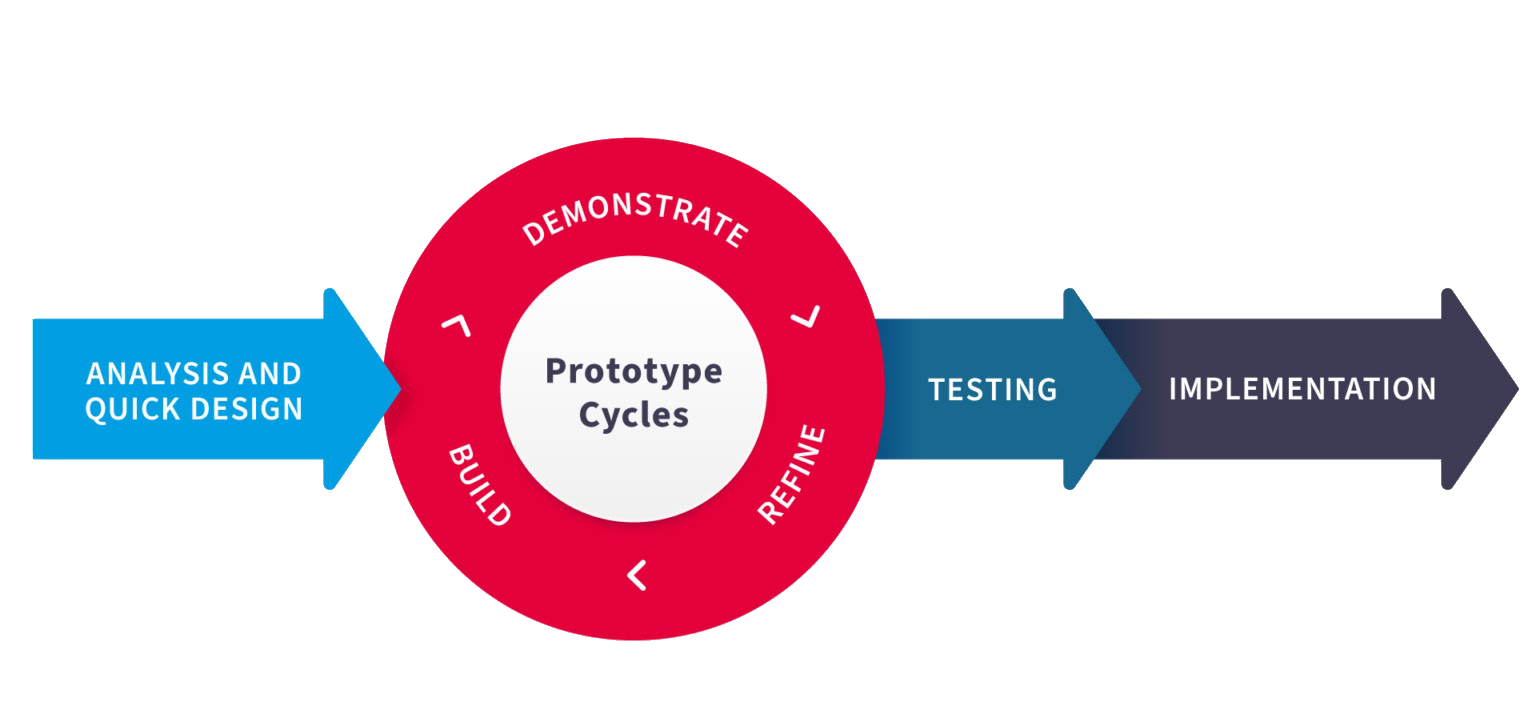 ANALYSIS AND
QUICK DESIGN
DEMONSTRATE
Prototype
Cycles
BUILD
REFINE
TESTING
IMPLEMENTATION